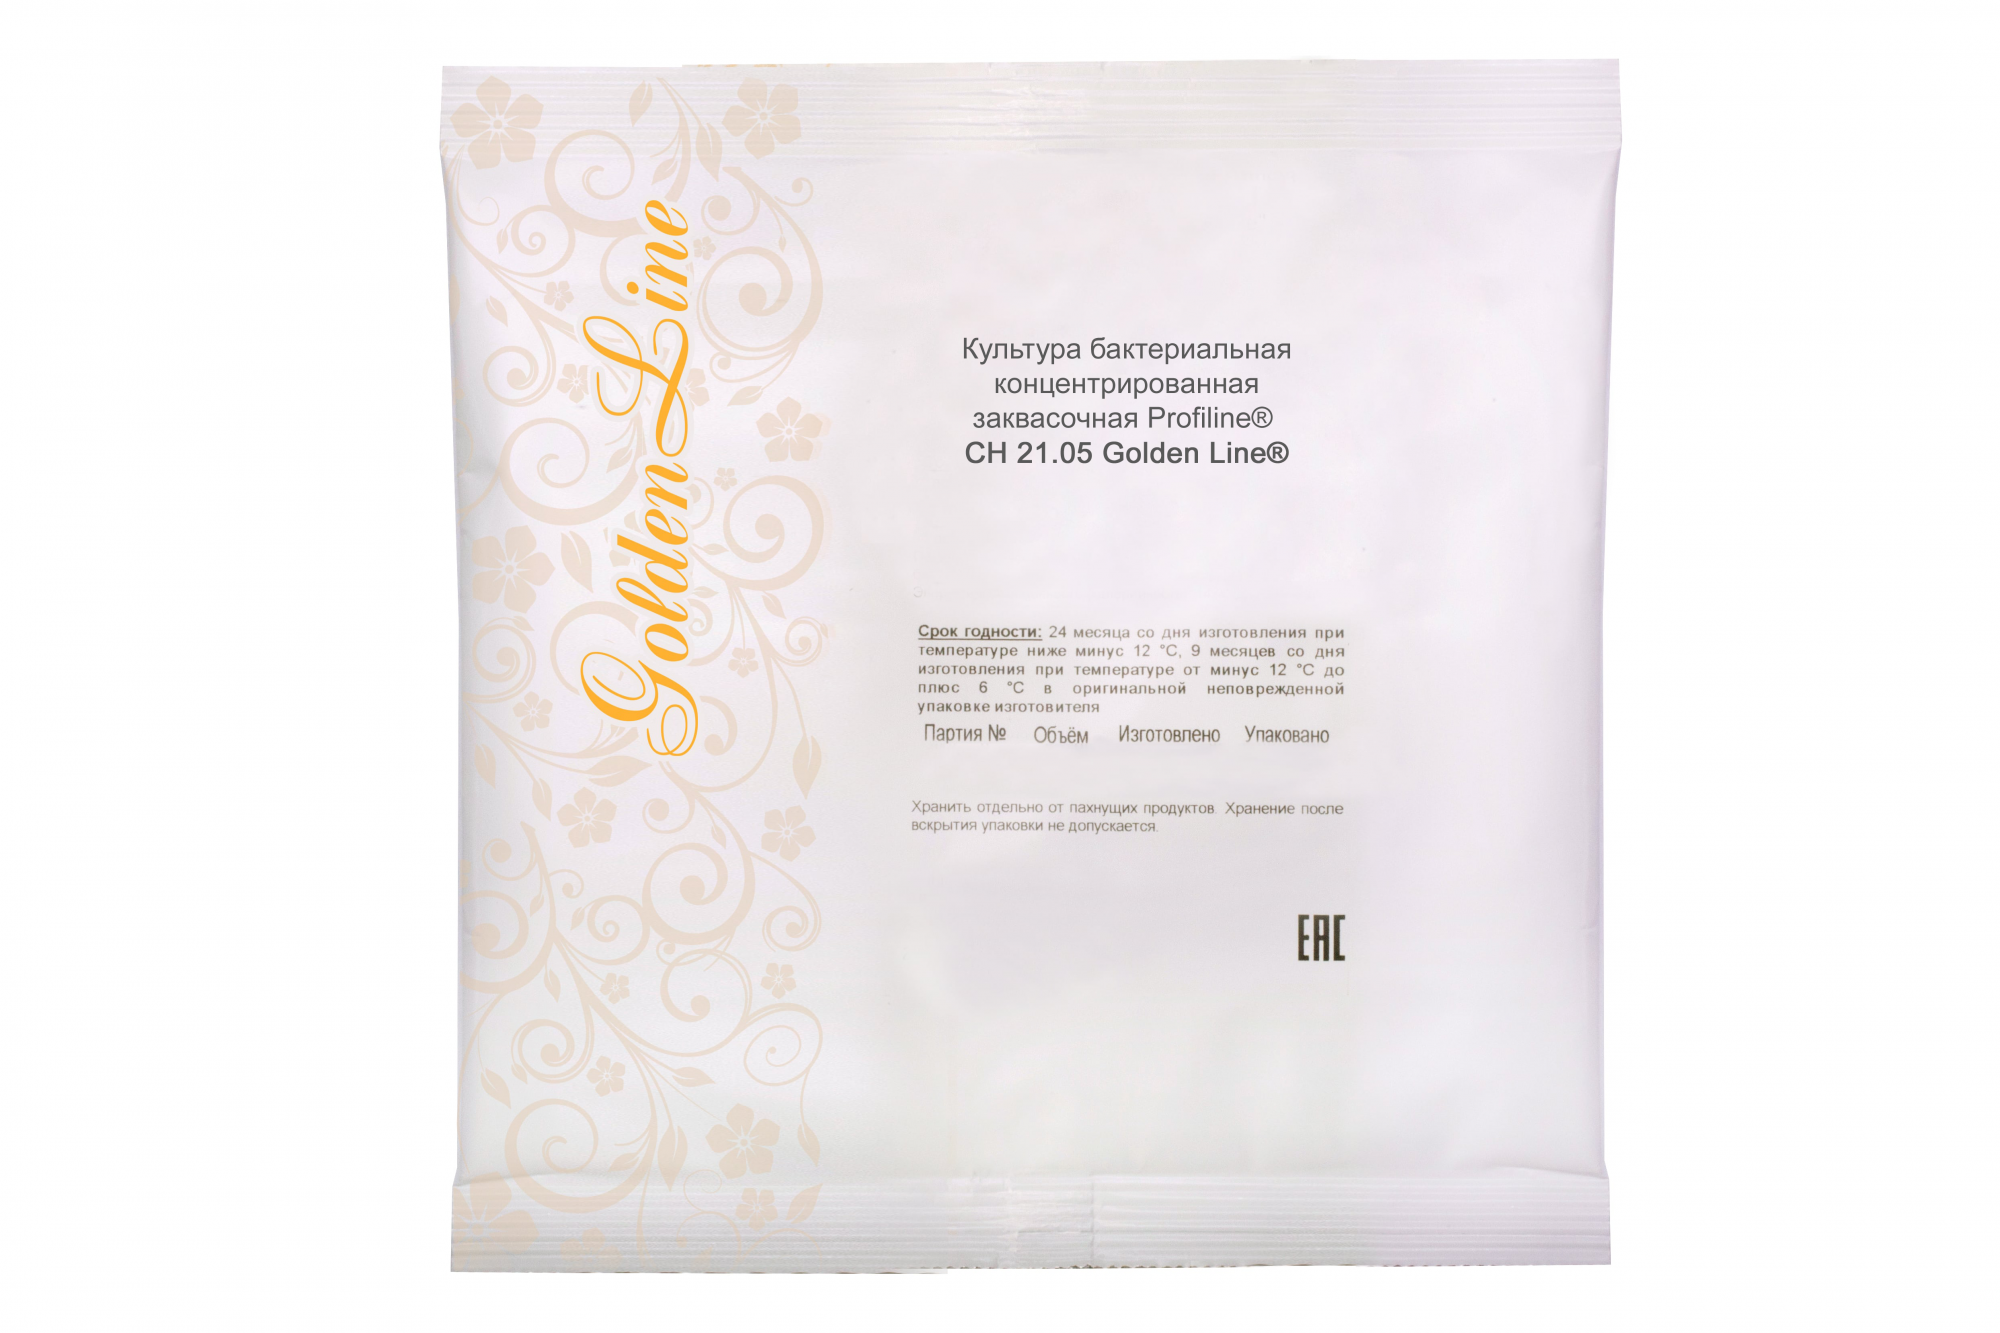 Golden Line
Культура бактериальная
концентрированная
заквасочная Profiline®
СН 21.05 Golden Line®
Срок годности: 24 месяца со дня изготовления при
температуре ниже минус 12 °С, 9 месяцев со дня
изготовления при температуре от минус 12 °С до
плюс 6 °С в оригинальной неповрежденной
упаковке изготовителя
Партия № Объём Изготовлено Упаковано
Хранить отдельно от пахнущих продуктов. Хранение после
вскрытия упаковки не допускается.
ЕАС